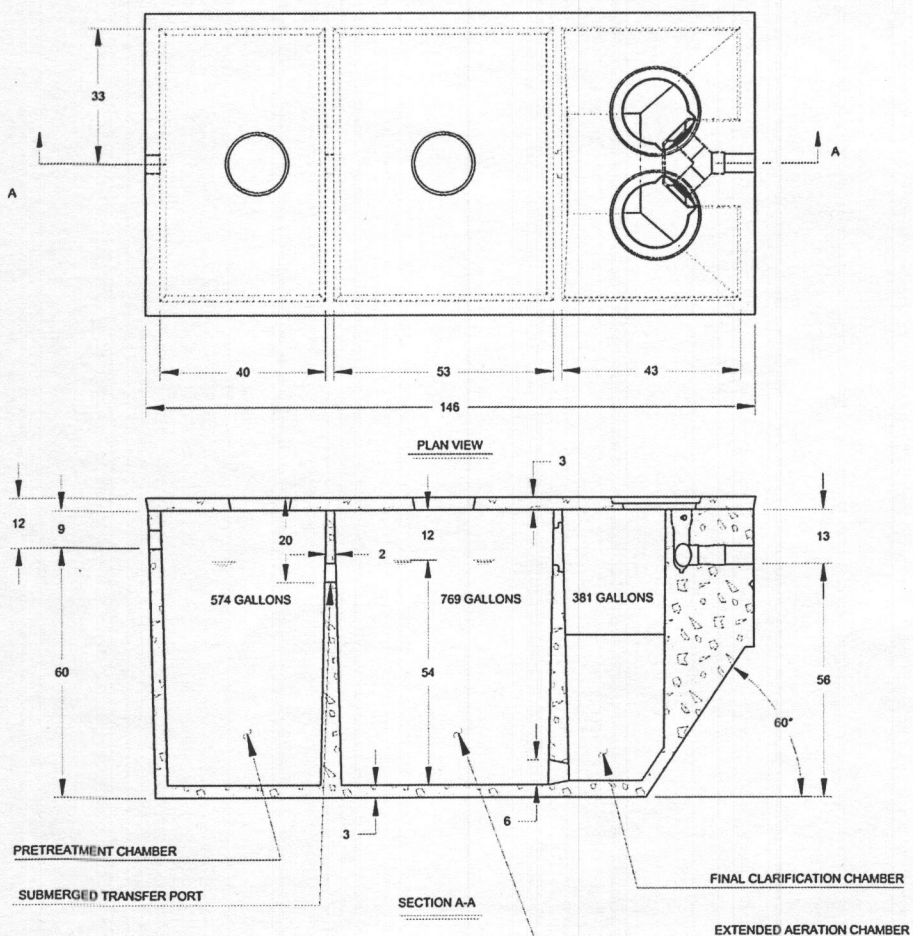 33
A
A
40
53
43
146
PLAN VIEW
3
12
9
20
2
12
13
574 GALLONS
769 GALLONS
381 GALLONS
60
54
56
60°
3
6
PRETREATMENT CHAMBER
SUBMERGED TRANSFER PORT
SECTION A-A
FINAL CLARIFICATION CHAMBER
EXTENDED AERATION CHAMBER